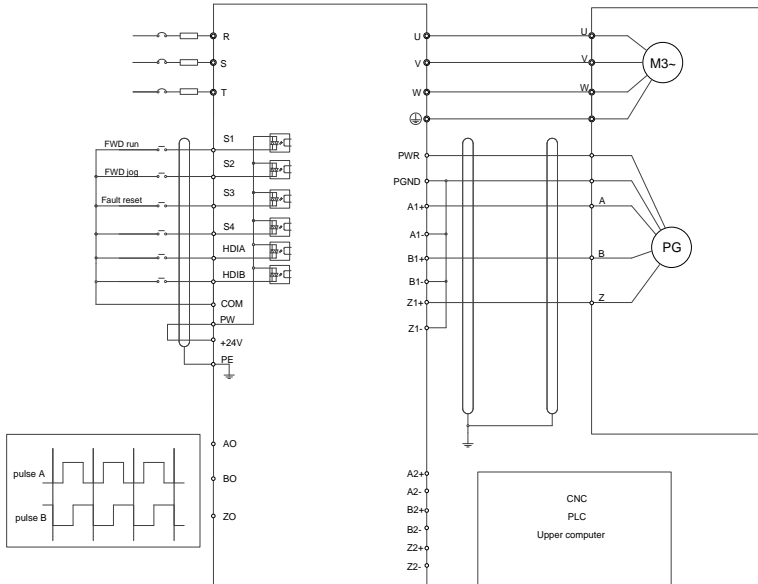 R
S
T
FWD run
FWD jog
Fault reset
S1
S2
S3
S4
HDIA
HDIB
COM
PW
+24V
PE
AO
BO
ZO
pulse A
pulse B
U
V
W
PWR
PGND
A1+
A1-
B1+
B1-
Z1+
Z1-
A2+
A2-
B2+
B2-
Z2+
Z2-
U
V
W
M3~
A
B
Z
PG
CNC
PLC
Upper computer